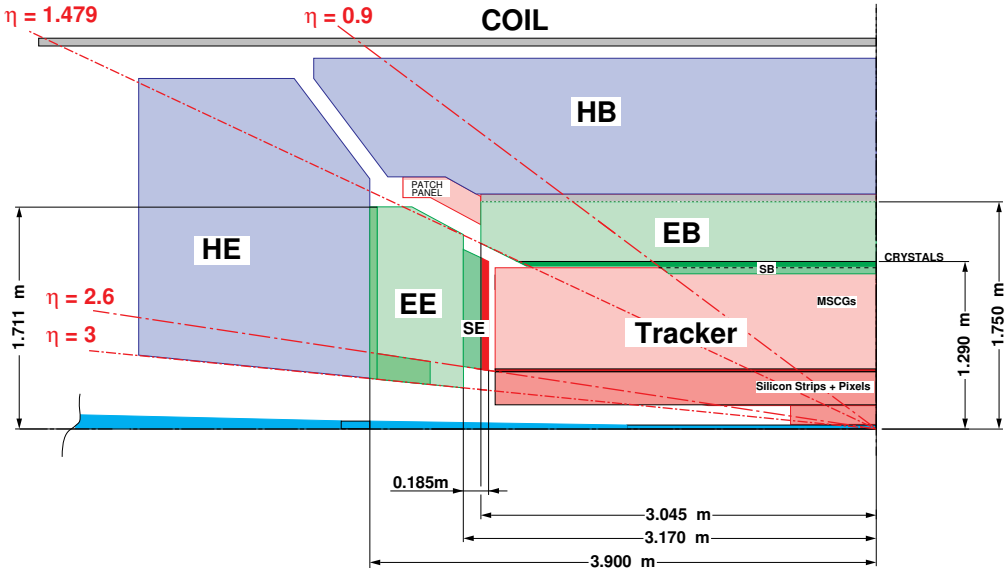 η = 1.479
η = 0.9
COIL
HB
PATCH
PANEL
HE
EB
CRYSTALS
SB
EE
SE
MSCGs
Tracker
η = 2.6
η = 3
Silicon Strips + Pixels
1.711 m
1.290 m
1.750 m
0.185m
3.045 m
3.170 m
3.900 m